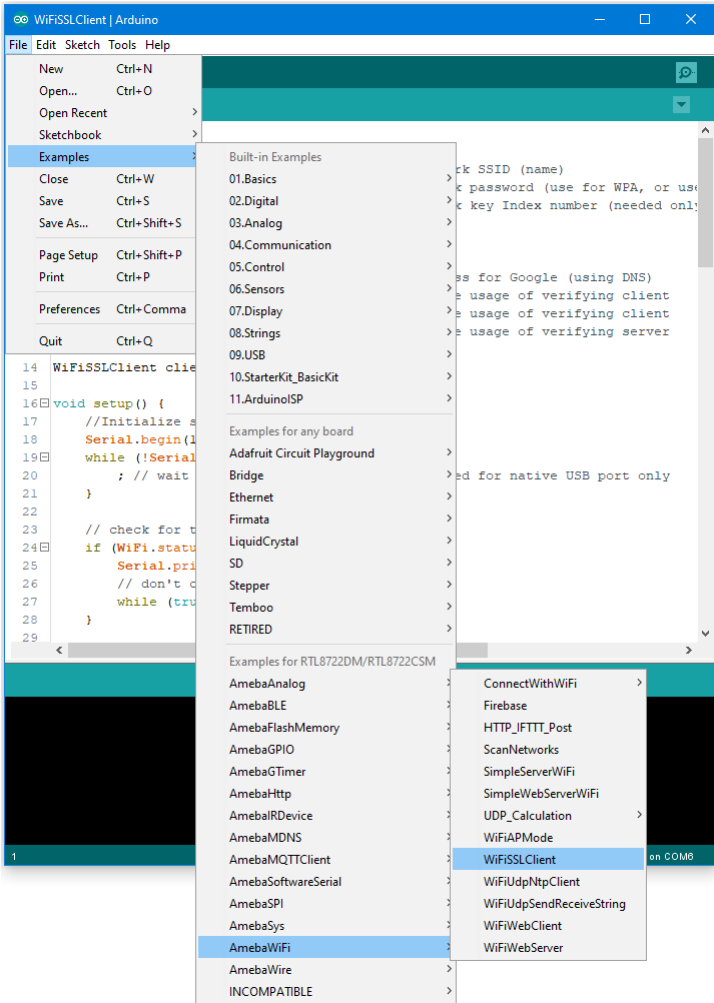 WiFiSSLClient | Arduino
File Edit Sketch Tools Help
New Ctrl+N
Open... Ctrl+O
Open Recent
Sketchbook
Examples
Close Ctrl+W
Save Ctrl+S
Save As... Ctrl+Shift+S
Page Setup Ctrl+Shift+P
Print Ctrl+P
Preferences Ctrl+Comma
Quit Ctrl+Q
Built-in Examples
01.Basics
02.Digital
03.Analog
04.Communication
05.Control
06.Sensors
07.Display
08.Strings
09.USB
10.StarterKit_BasicKit
11.ArduinoISP
Examples for any board
Adafruit Circuit Playground
Bridge
Ethernet
Firmata
LiquidCrystal
SD
Stepper
Temboo
RETIRED
Examples for RTL8722DM/RTL8722CSM
AmebaAnalog
AmebaBLE
AmebaFlashMemory
AmebaGPIO
AmebaGTimer
AmebaHttp
AmebaIRDevice
AmebaMDNS
AmebaMQTTClient
AmebaSoftwareSerial
AmebaSPI
AmebaSys
AmebaWiFi
AmebaWire
INCOMPATIBLE
ConnectWithWiFi
Firebase
HTTP_IFTTT_Post
ScanNetworks
SimpleServerWiFi
SimpleWebServerWiFi
UDP_Calculation
WiFiAPMode
WiFiSSLClient
WiFiUdpNtpClient
WiFiUdpSendReceiveString
WiFiWebClient
WiFiWebServer
rk SSID (name)
k password (use for WPA, or use
k key Index number (needed only
ss for Google (using DNS)
e usage of verifying client
e usage of verifying client
e usage of verifying server
14 WiFiSSLClient clie
15
16 void setup() {
17 //Initialize s
18 Serial.begin(1
19 while (!Serial
20 ; // wait ed for native USB port only
21 }
22
23 // check for t
24 if (WiFi.statu
25 Serial.pri
26 // don't c
27 while (tru
28 }
29
1 on COM6